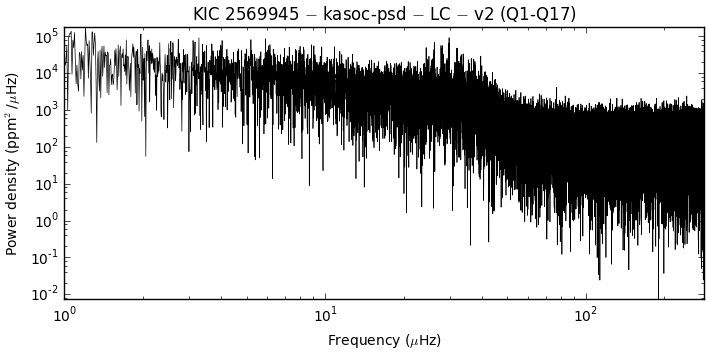 KIC 2569945 − kasoc-psd − LC − v2 (Q1-Q17)
Power density (ppm² /μHz)
10⁵
10⁴
10³
10²
10¹
10⁰
10⁻¹
10⁻²
10⁰ 10¹ 10²
Frequency (μHz)